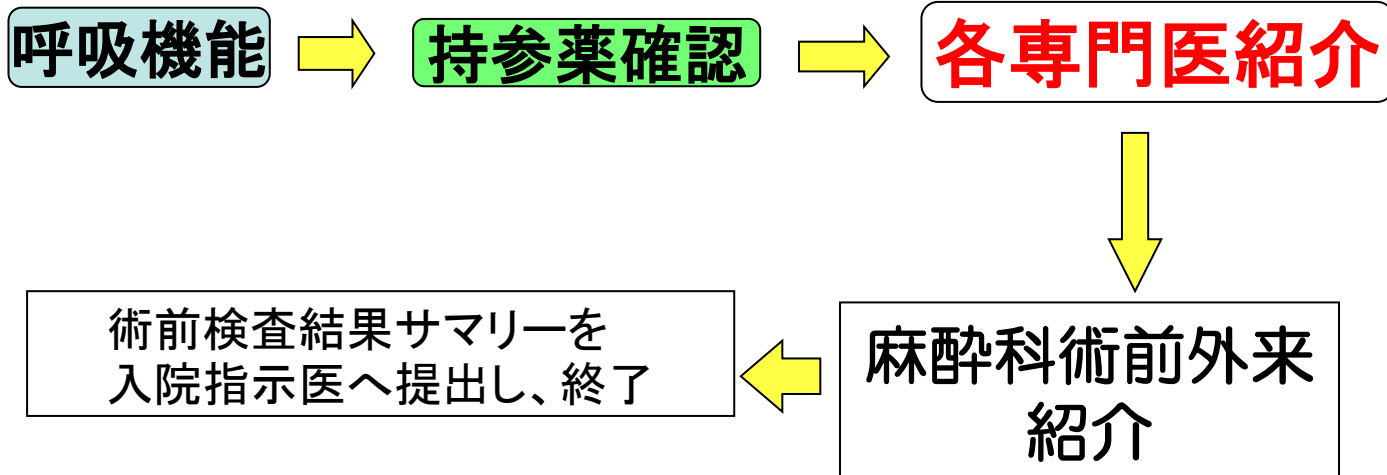 呼吸機能
持参薬確認
各専門医紹介
麻酔科術前外来
紹介
術前検査結果サマリーを
入院指示医へ提出し、終了